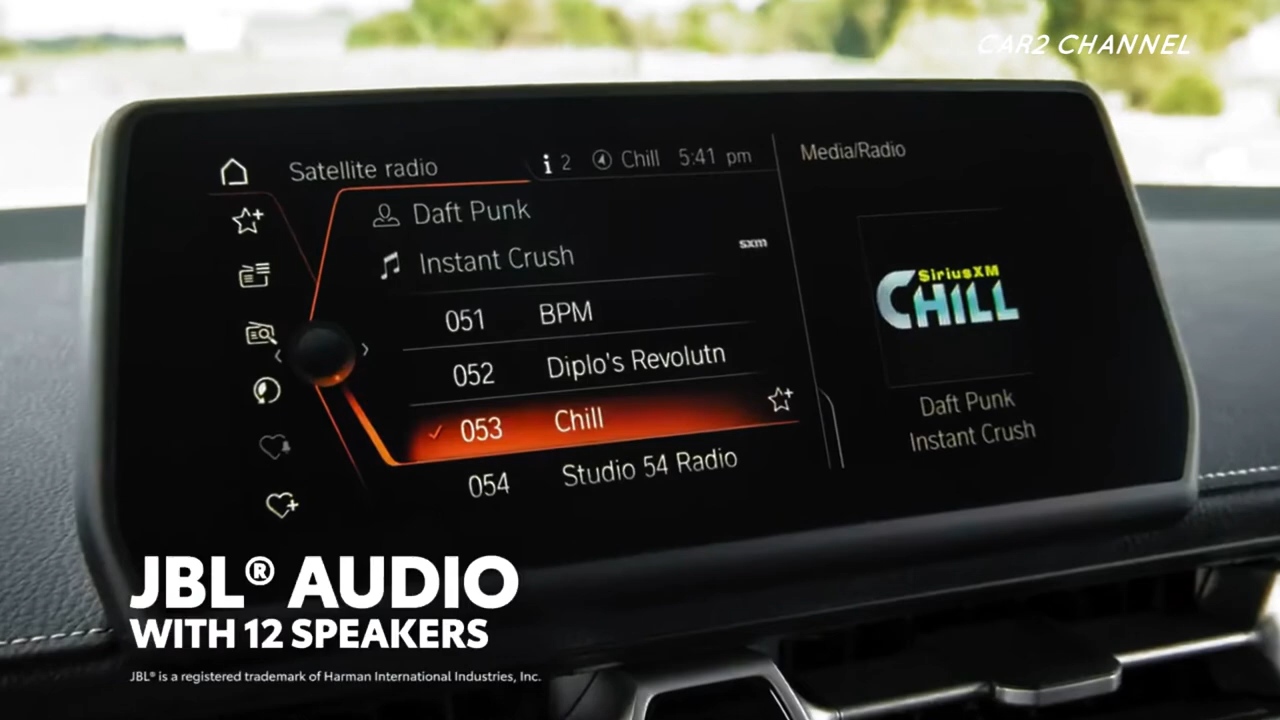 CAR2 CHANNEL
Satellite radio
i 2 Chill 5:41 pm
Media/Radio
Daft Punk
Instant Crush
sxm
051 BPM
052 Diplo's Revolutn
053 Chill
054 Studio 54 Radio
SiriusXM
CHILL
Daft Punk
Instant Crush
JBL® AUDIO
WITH 12 SPEAKERS
JBL® is a registered trademark of Harman International Industries, Inc.